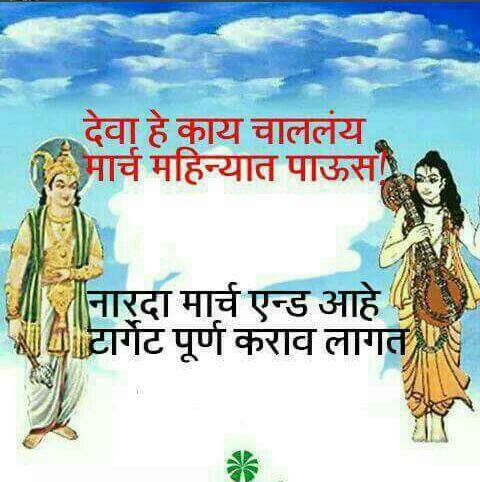 देवा हे काय चाललंय
मार्च महिन्यात पाऊस!
नारदा मार्च एन्ड आहे
टार्गेट पूर्ण कराव लागत